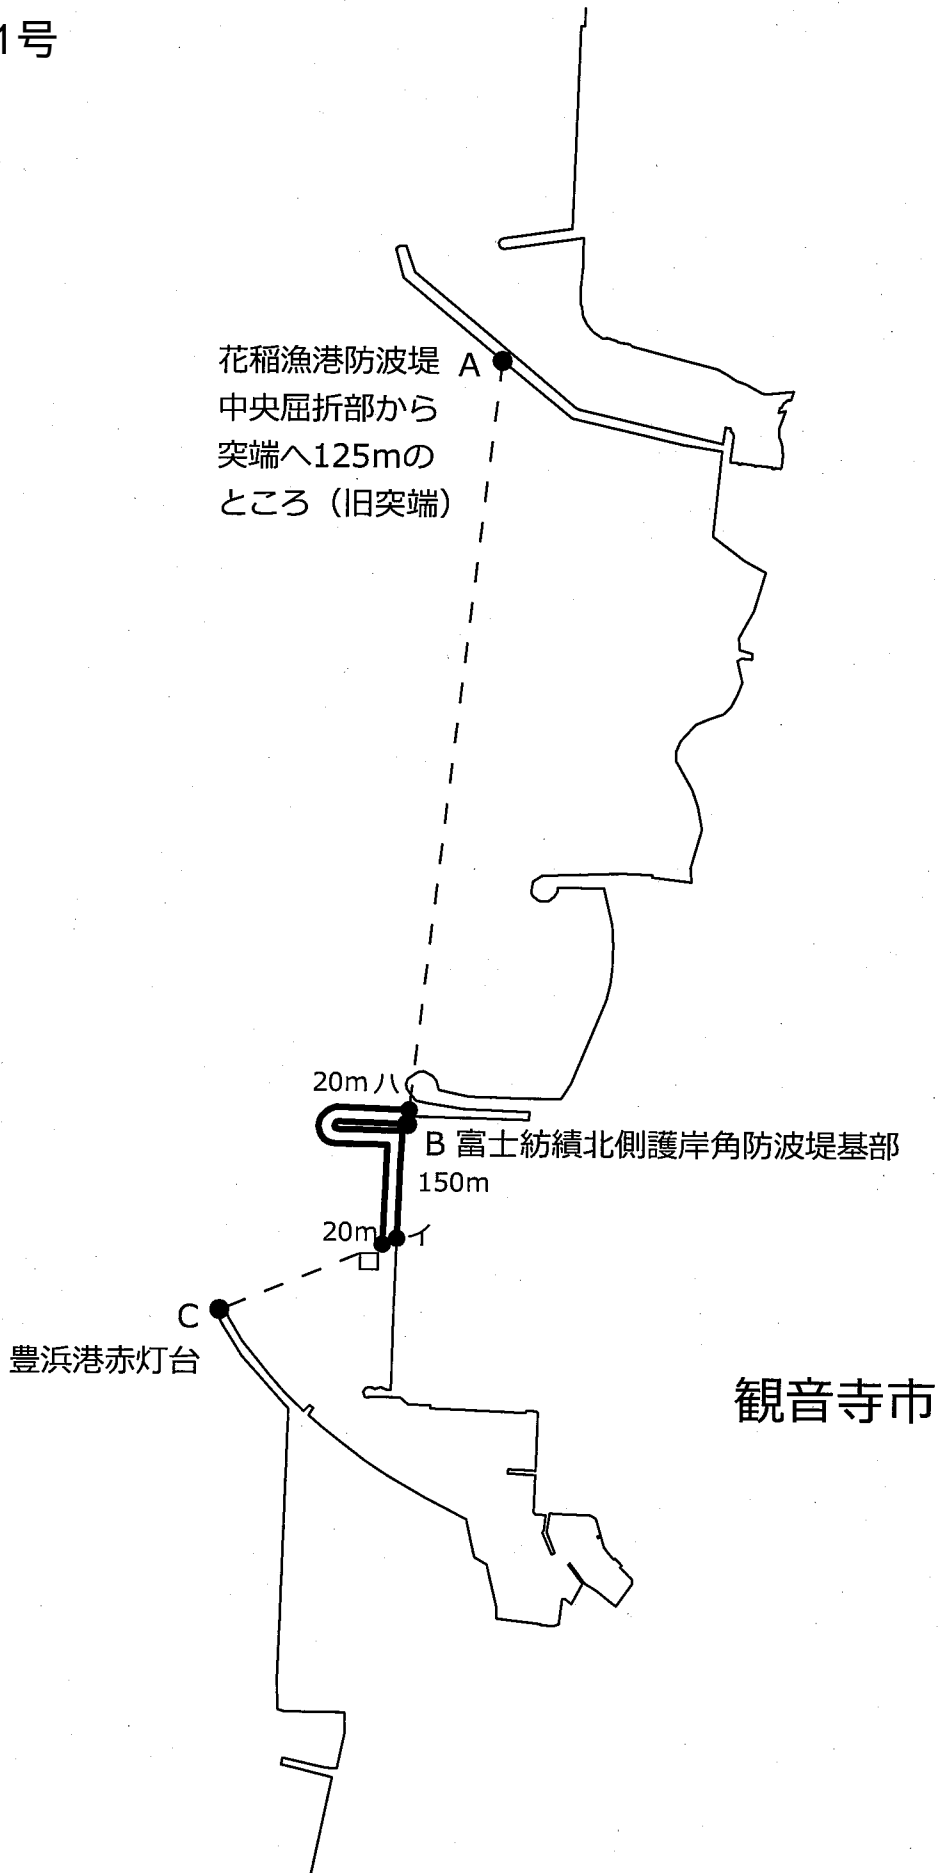 1号
花稲漁港防波堤
A
中央屈折部から
突端へ125mの
ところ（旧突端）
20m ハ
B 富士紡績北側護岸角防波堤基部
150m
20m
イ
C
豊浜港赤灯台
観音寺市